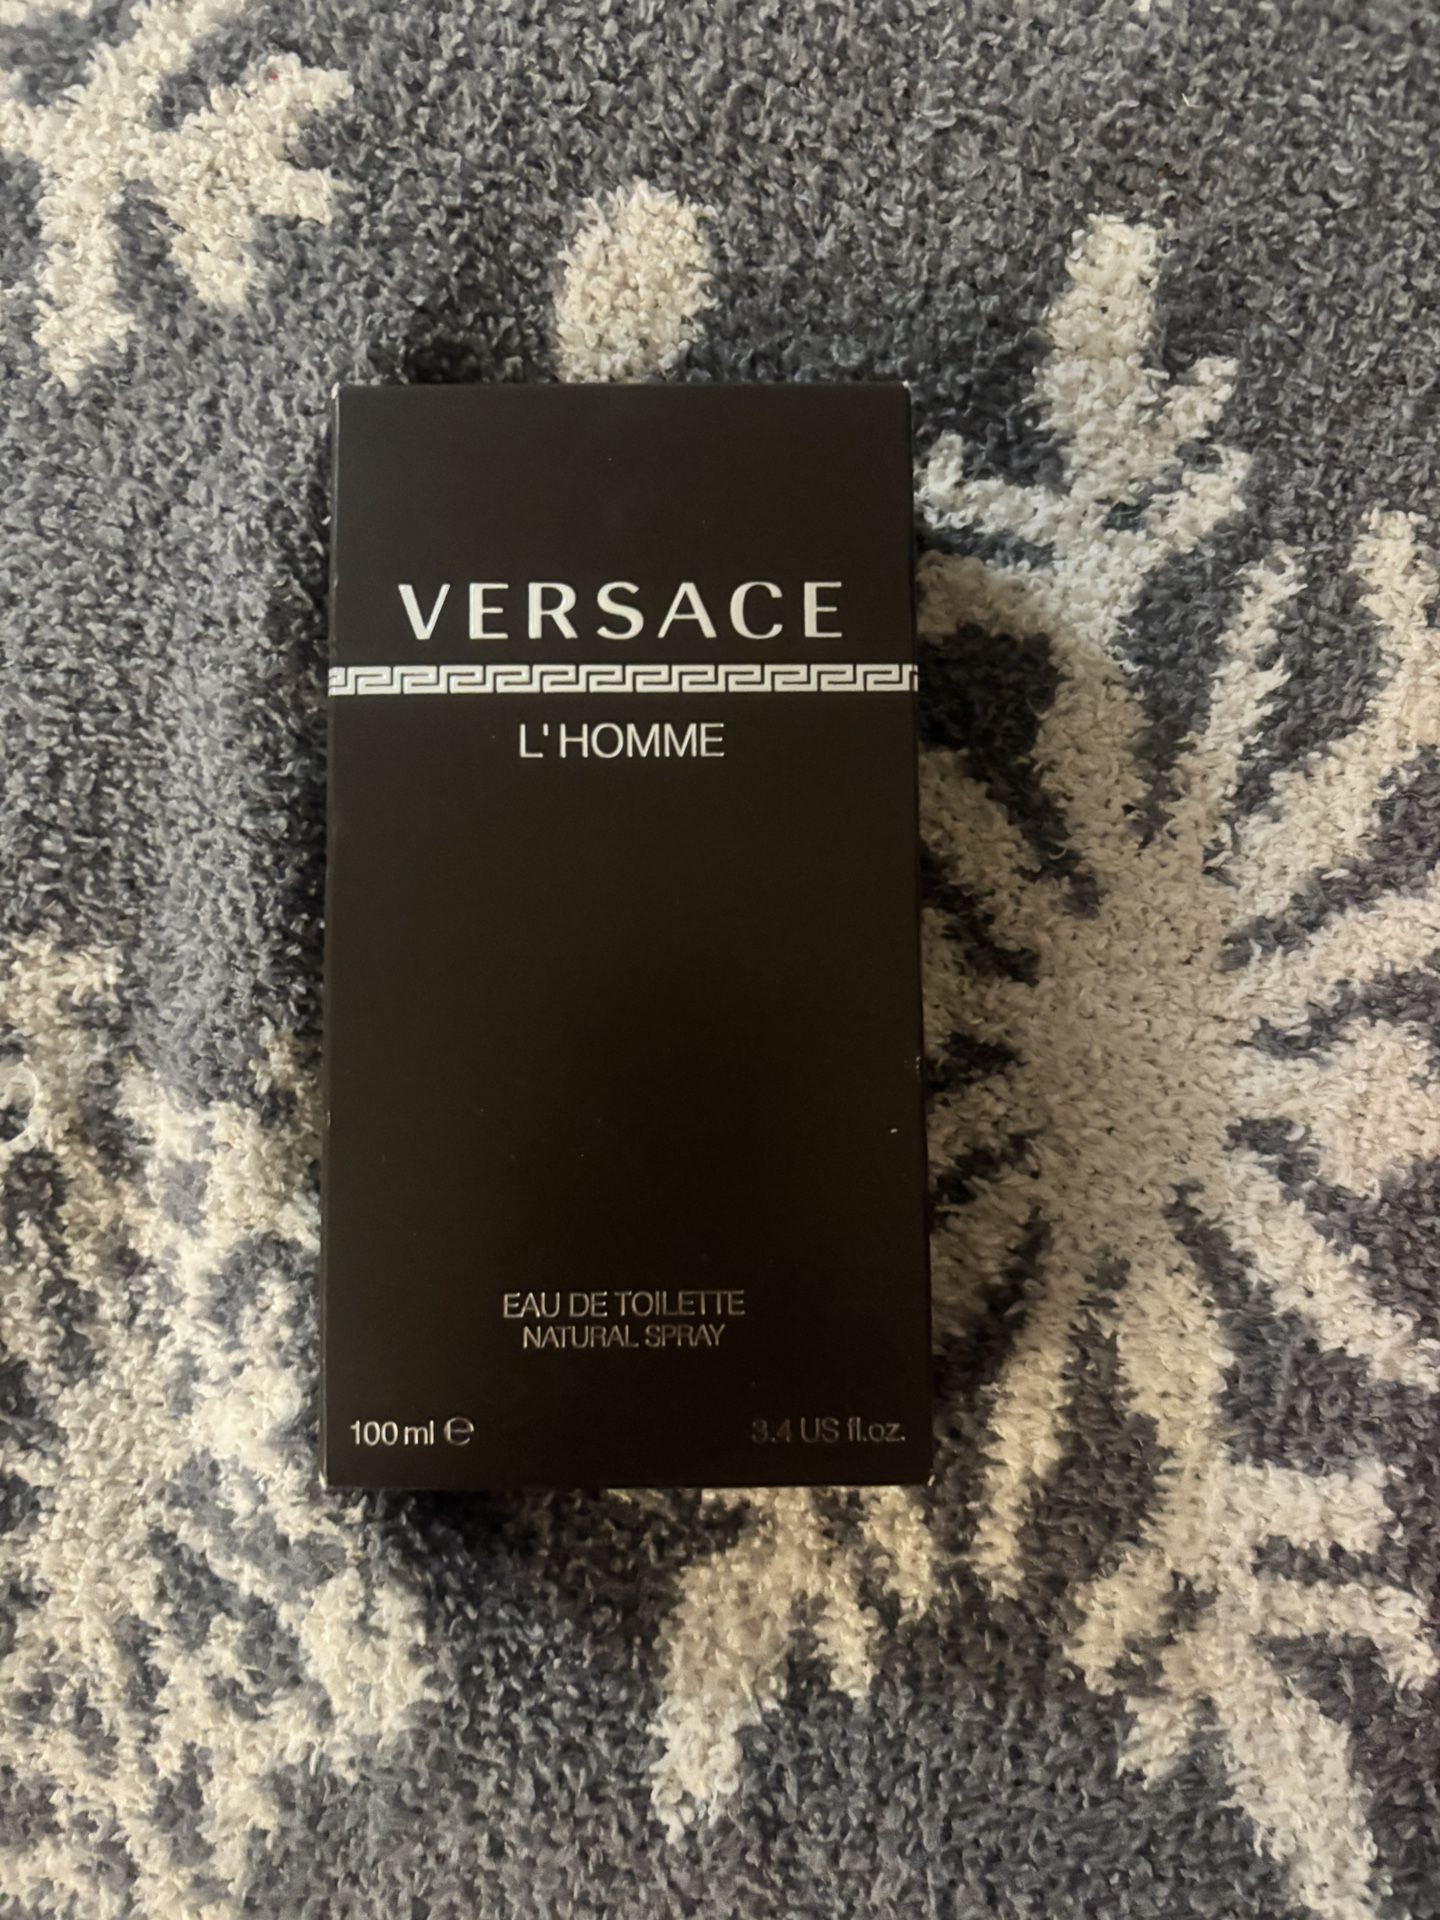 VERSACE
L'HOMME
EAU DE TOILETTE
NATURAL SPRAY
100 ml ℮ 3.4 US fl.oz.